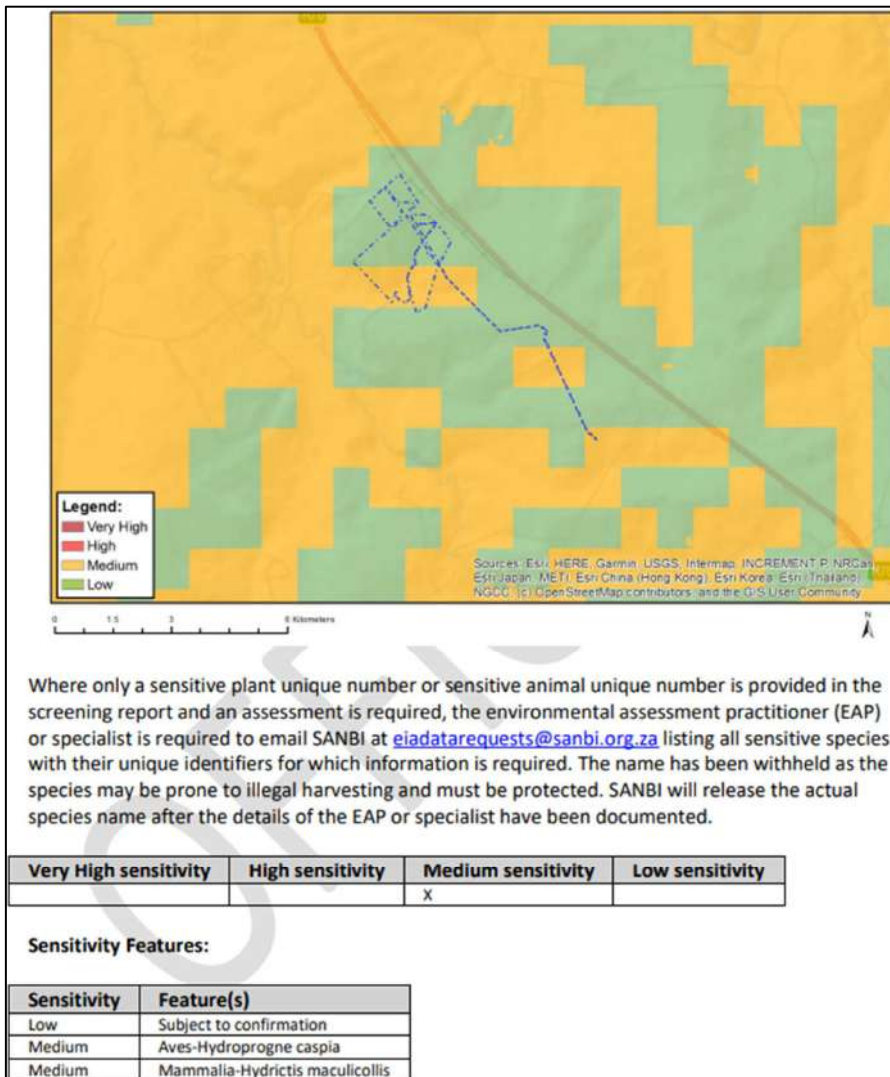 Legend:
Very High
High
Medium
Low
Sources: Esri, HERE, Garmin, USGS, Intermap, INCREMENT P, NRCan,
Esri Japan, METI, Esri China (Hong Kong), Esri Korea, Esri (Thailand),
NGCC, (c) OpenStreetMap contributors, and the GIS User Community
0 1.5 3 6 Kilometers
N
Where only a sensitive plant unique number or sensitive animal unique number is provided in the
screening report and an assessment is required, the environmental assessment practitioner (EAP)
or specialist is required to email SANBI at eiadatarequests@sanbi.org.za listing all sensitive species
with their unique identifiers for which information is required. The name has been withheld as the
species may be prone to illegal harvesting and must be protected. SANBI will release the actual
species name after the details of the EAP or specialist have been documented.
Very High sensitivity High sensitivity Medium sensitivity Low sensitivity
X
Sensitivity Features:
Sensitivity Feature(s)
Low Subject to confirmation
Medium Aves-Hydroprogne caspia
Medium Mammalia-Hydrictis maculicollis